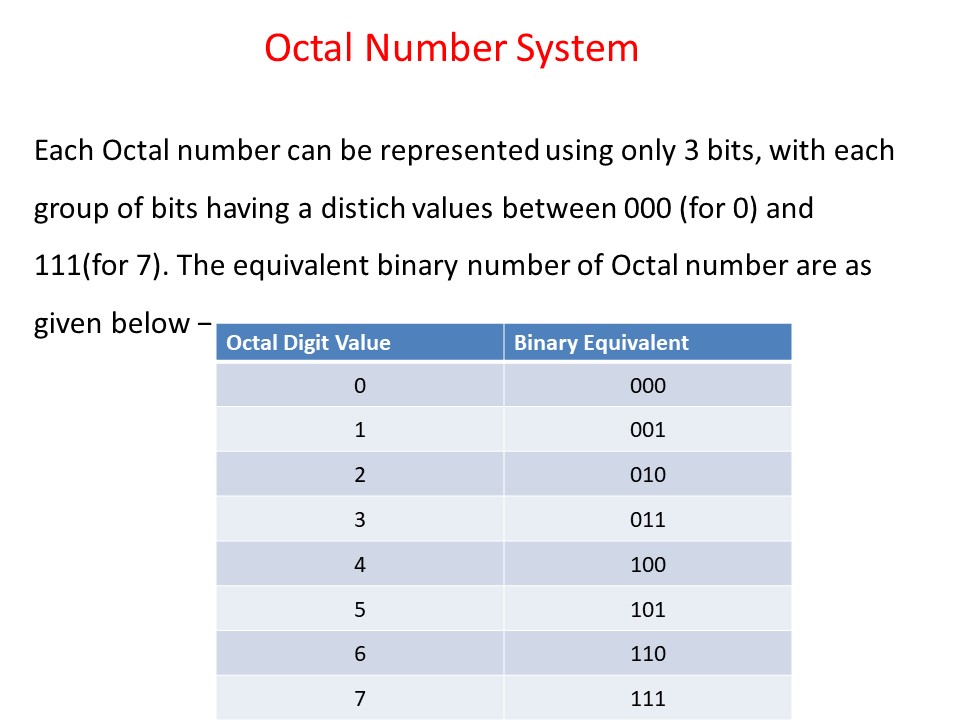 Octal Number System
Each Octal number can be represented using only 3 bits, with each
group of bits having a distich values between 000 (for 0) and
111(for 7). The equivalent binary number of Octal number are as
given below −
Octal Digit Value Binary Equivalent
0 000
1 001
2 010
3 011
4 100
5 101
6 110
7 111